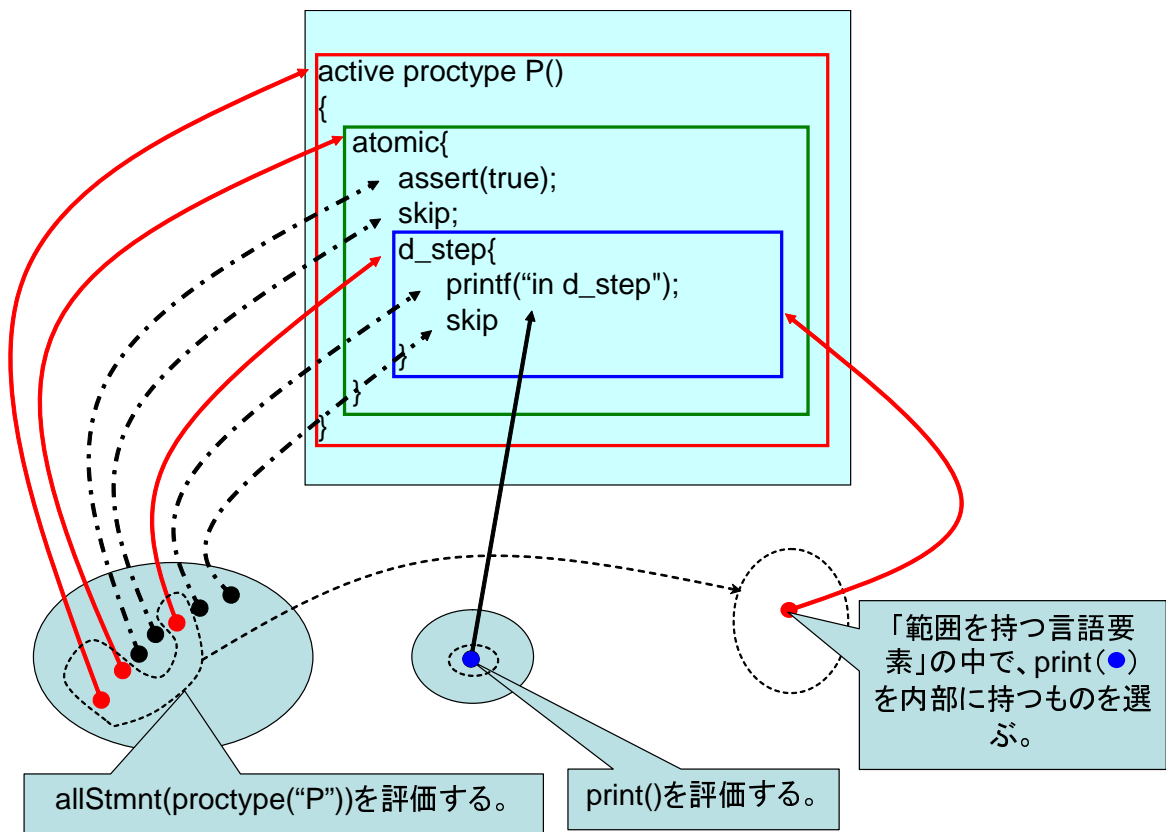 active proctype P()
{
atomic{
assert(true);
skip;
d_step{
printf(“in d_step");
skip
}
}
}
「範囲を持つ言語要
素」の中で、print(●)
を内部に持つものを選
ぶ。
allStmnt(proctype(“P”))を評価する。
print()を評価する。